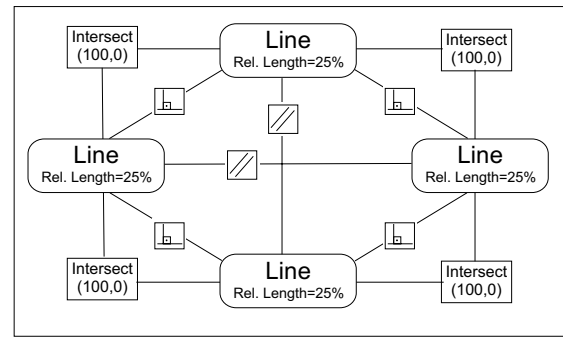 Intersect
(100,0)
Line
Rel. Length=25%
Intersect
(100,0)
Line
Rel. Length=25%
Line
Rel. Length=25%
Intersect
(100,0)
Line
Rel. Length=25%
Intersect
(100,0)